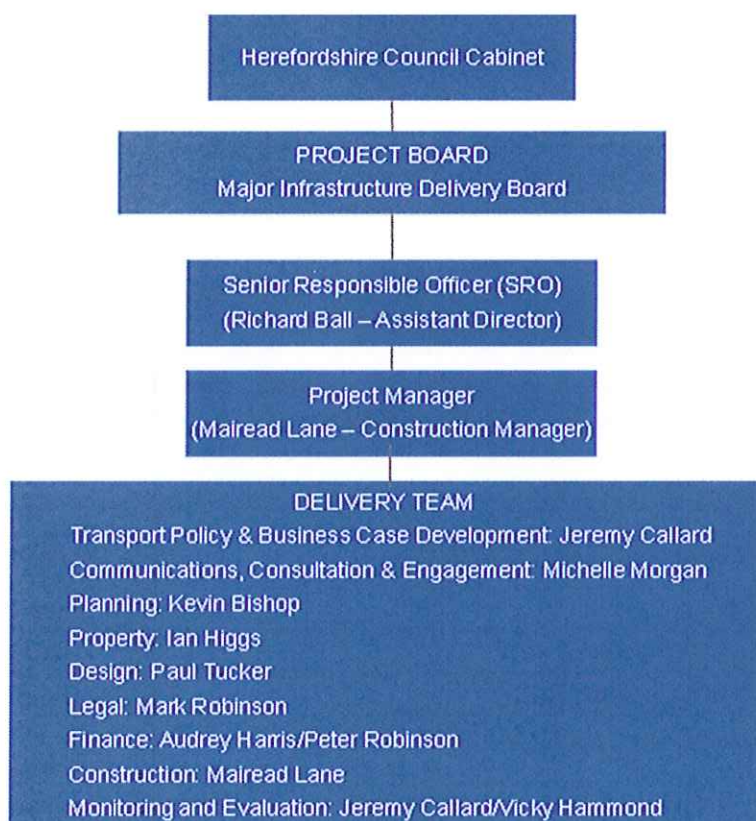 Herefordshire Council Cabinet
PROJECT BOARD
Major Infrastructure Delivery Board
Senior Responsible Officer (SRO)
(Richard Ball – Assistant Director)
Project Manager
(Mairead Lane – Construction Manager)
DELIVERY TEAM
Transport Policy & Business Case Development: Jeremy Callard
Communications, Consultation & Engagement: Michelle Morgan
Planning: Kevin Bishop
Property: Ian Higgs
Design: Paul Tucker
Legal: Mark Robinson
Finance: Audrey Harris/Peter Robinson
Construction: Mairead Lane
Monitoring and Evaluation: Jeremy Callard/Vicky Hammond